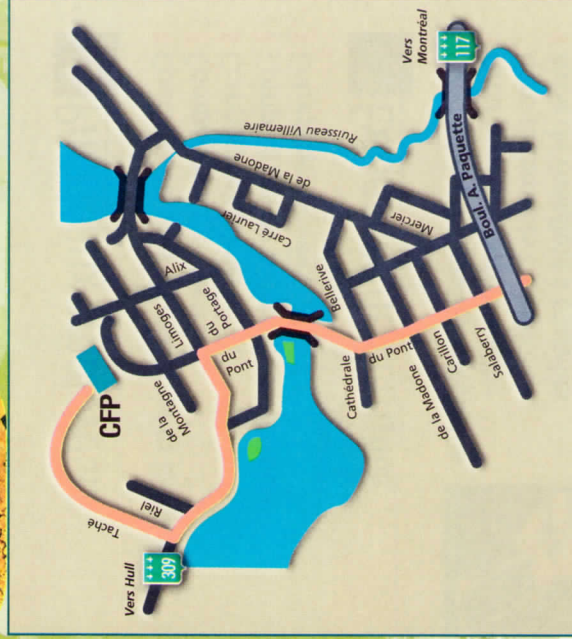 Vers
Montréal
117
Ruisseau Villemaire
de la Madone
Carré Laurier
Mercier
Boul. A. Paquette
Alix
Limoges
du
Portage
Bellerive
de la
Montagne
du
Pont
CFP
Cathédrale
du Pont
de la Madone
Carillon
Salaberry
Riel
Taché
Vers Hull
309